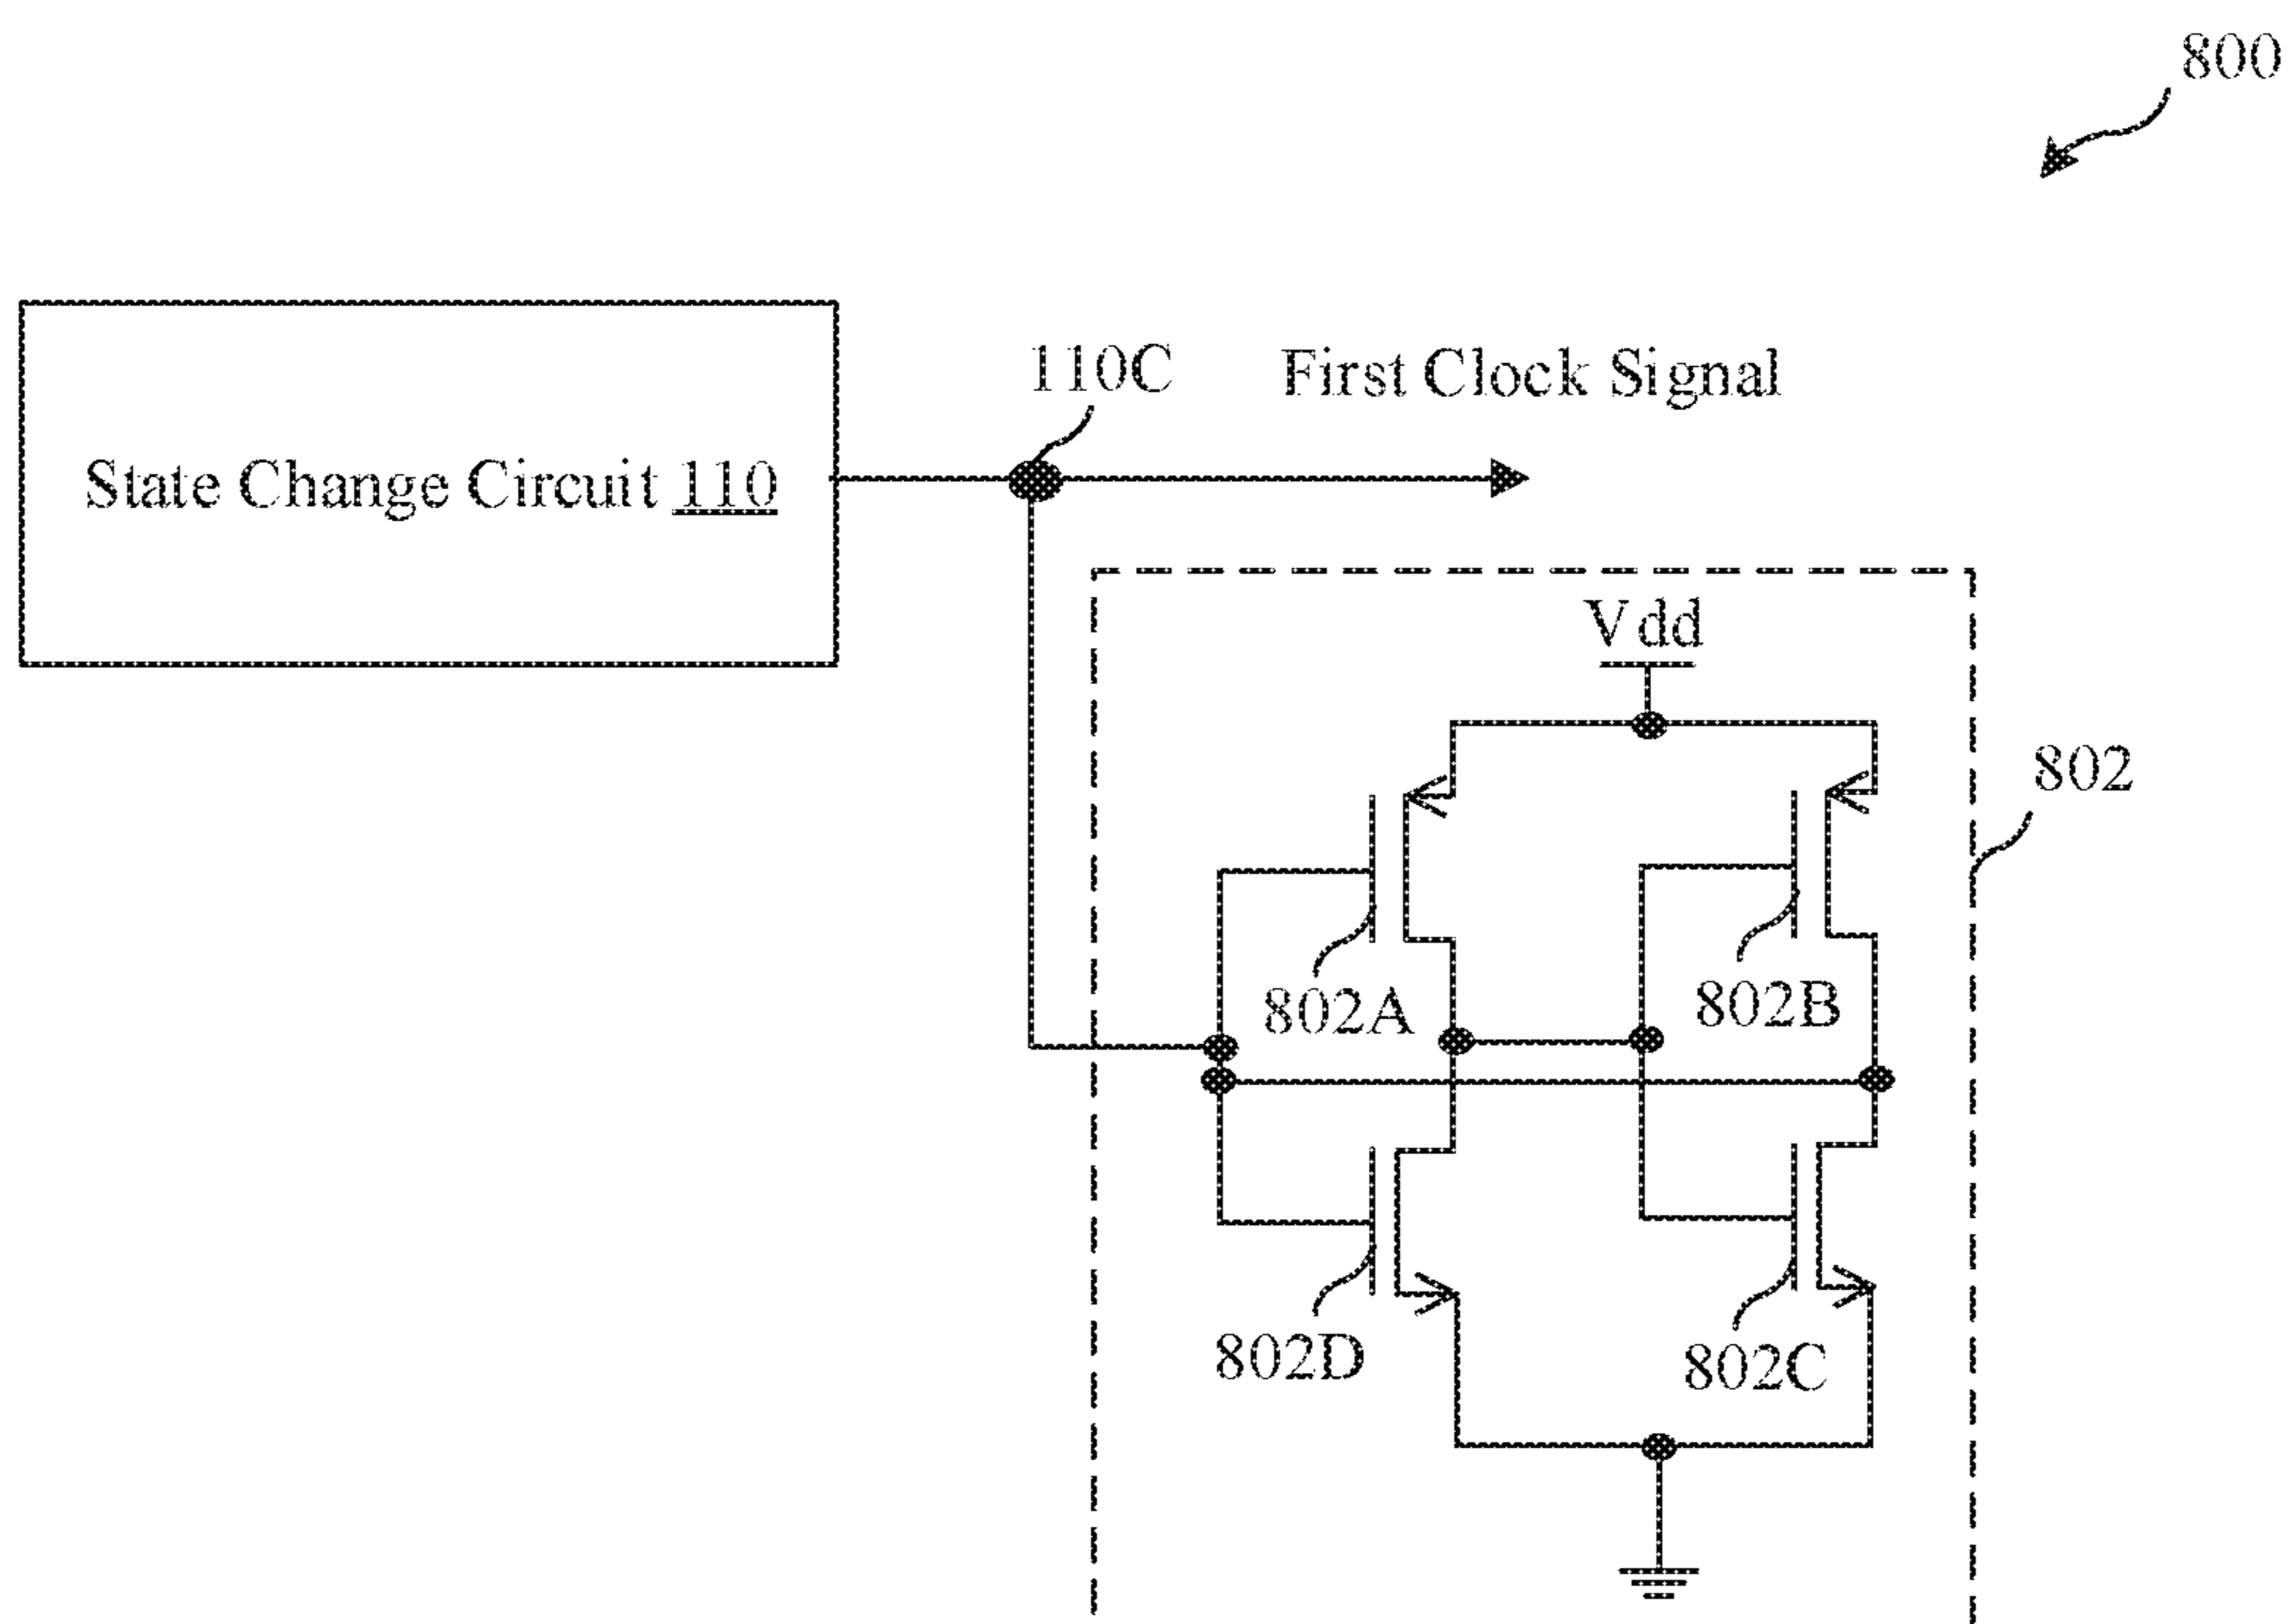 800
110C
First Clock Signal
State Change Circuit 110
Vdd
802
802A
802B
802D
802C